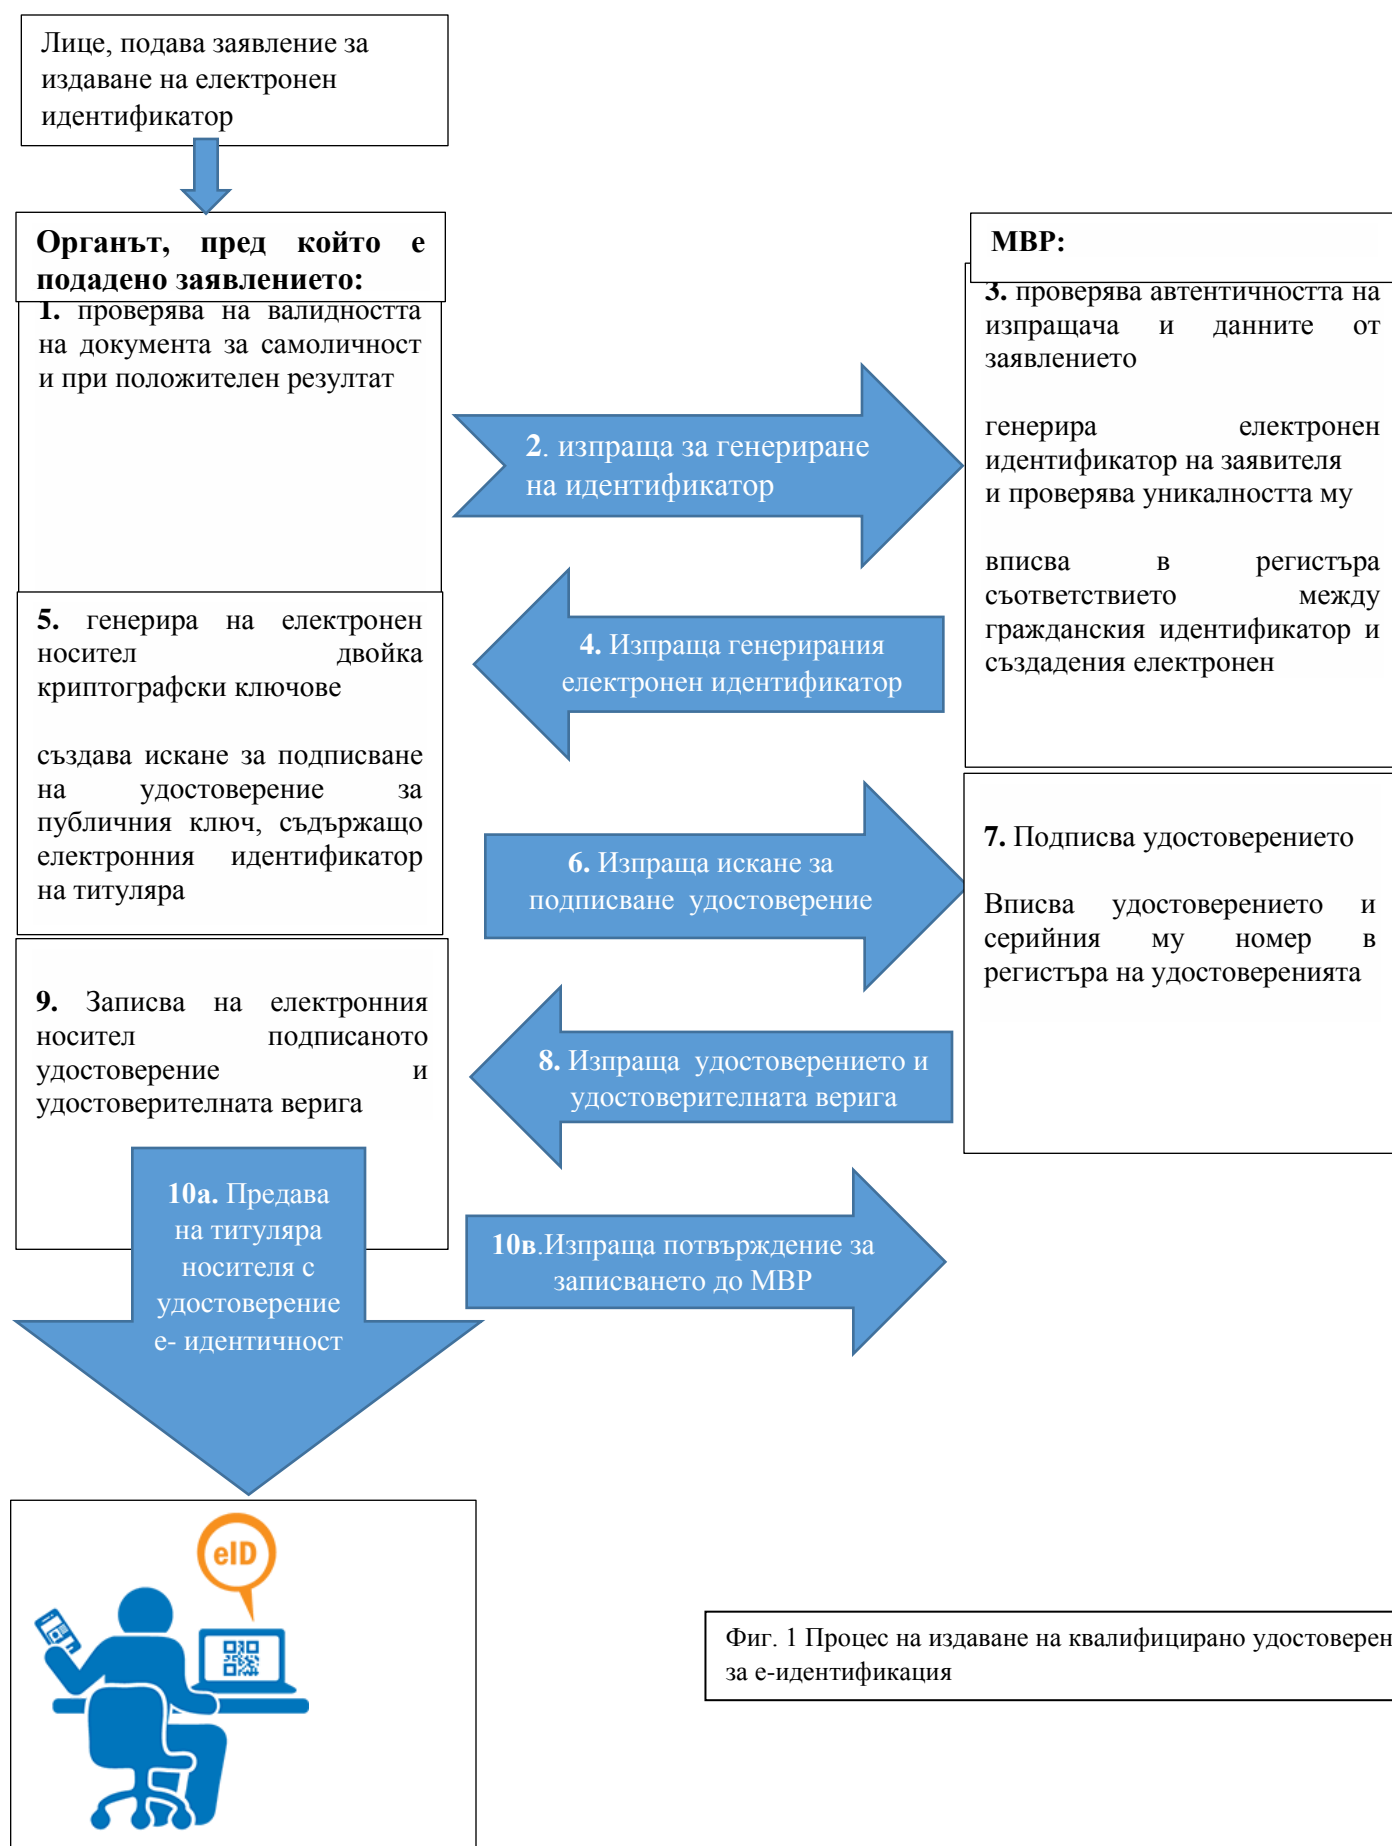 Лице, подава заявление за
издаване на електронен
идентификатор
Органът, пред който е
подадено заявлението:
1. проверява на валидността
на документа за самоличност
и при положителен резултат
2. изпраща за генериране
на идентификатор
МВР:
3. проверява автентичността на
изпращача и данните от
заявлението
генерира електронен
идентификатор на заявителя
и проверява уникалността му
вписва в регистъра
съответствието между
гражданския идентификатор и
създадения електронен
4. Изпраща генерирания
електронен идентификатор
5. генерира на електронен
носител двойка
криптографски ключове
създава искане за подписване
на удостоверение за
публичния ключ, съдържащо
електронния идентификатор
на титуляра
6. Изпраща искане за
подписване удостоверение
7. Подписва удостоверението
Вписва удостоверението и
серийния му номер в
регистъра на удостоверенията
8. Изпраща удостоверението и
удостоверителната верига
9. Записва на електронния
носител подписаното
удостоверение и
удостоверителната верига
10а. Предава
на титуляра
носителя с
удостоверение
е- идентичност
10в.Изпраща потвърждение за
записването до МВР
eID
Фиг. 1 Процес на издаване на квалифицирано удостоверен
за е-идентификация